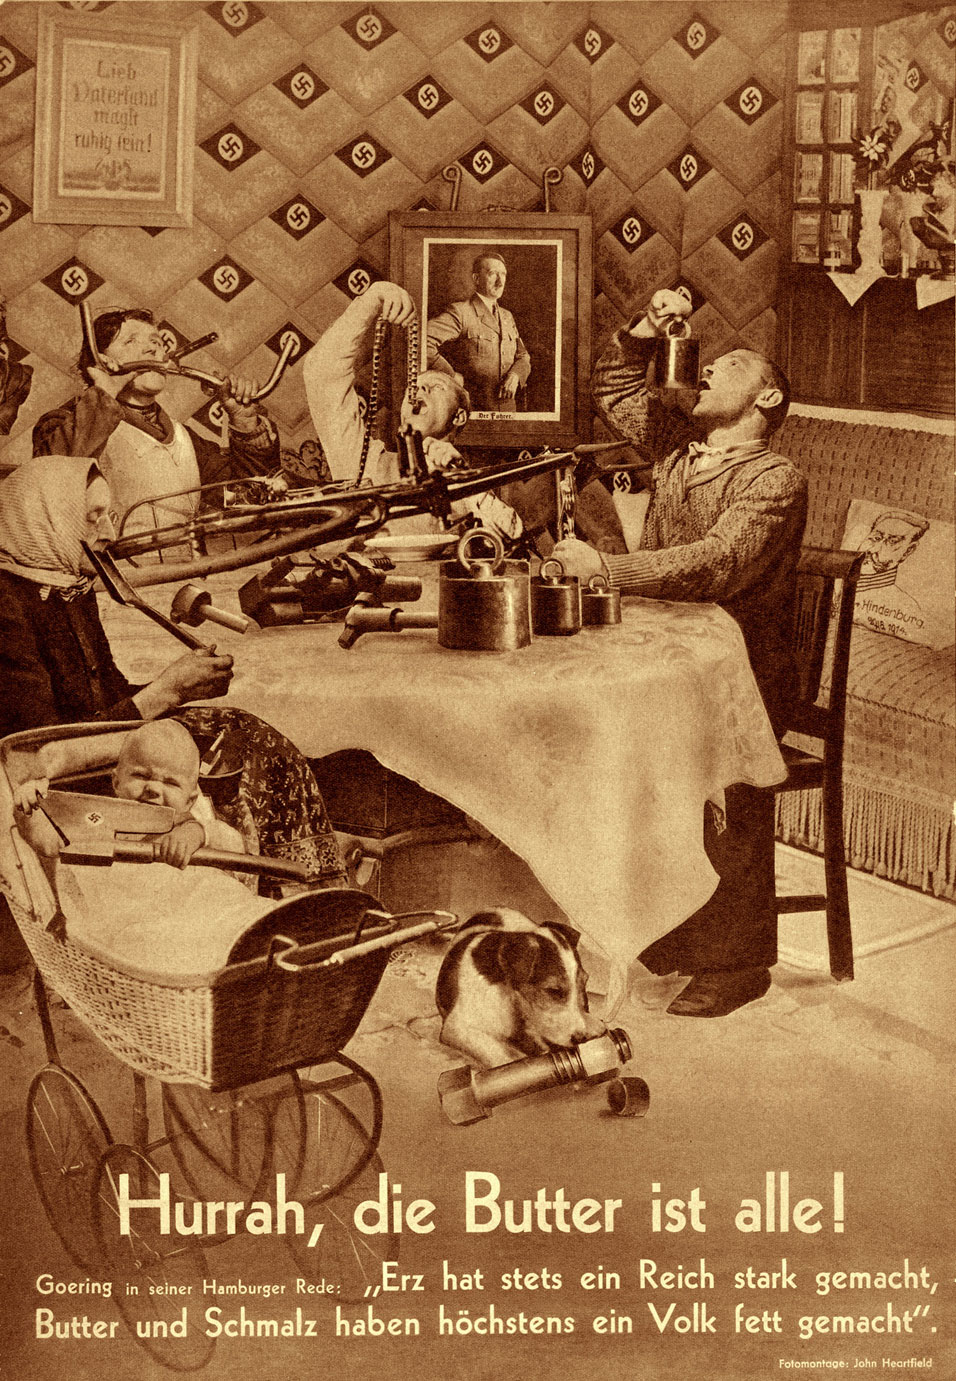 Lieb
Vaterland
magst
ruhig sein!
Der Führer.
Hindenburg
Hurrah, die Butter ist alle!
Goering in seiner Hamburger Rede: „Erz hat stets ein Reich stark gemacht,
Butter und Schmalz haben höchstens ein Volk fett gemacht“.
Fotomontage: John Heartfield